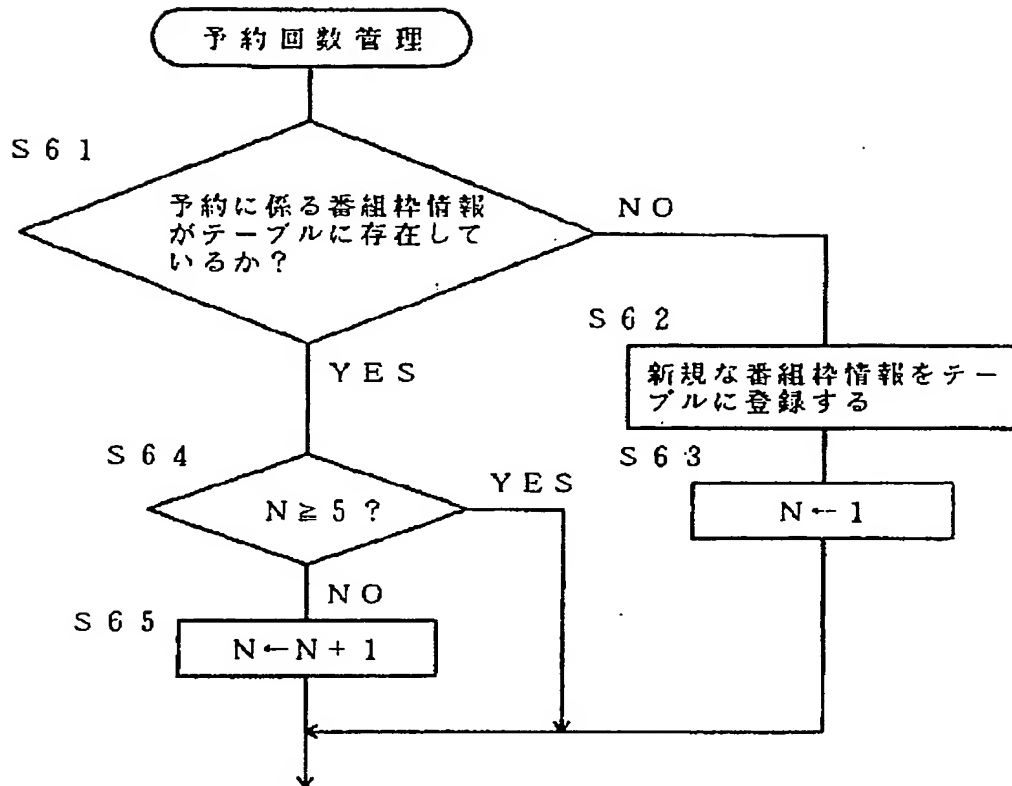 予約回数管理
S61
予約に係る番組枠情報
がテーブルに存在して
いるか？
NO
YES
S62
新規な番組枠情報をテー
ブルに登録する
S63
N←1
S64
N≧5？
YES
NO
S65
N←N+1